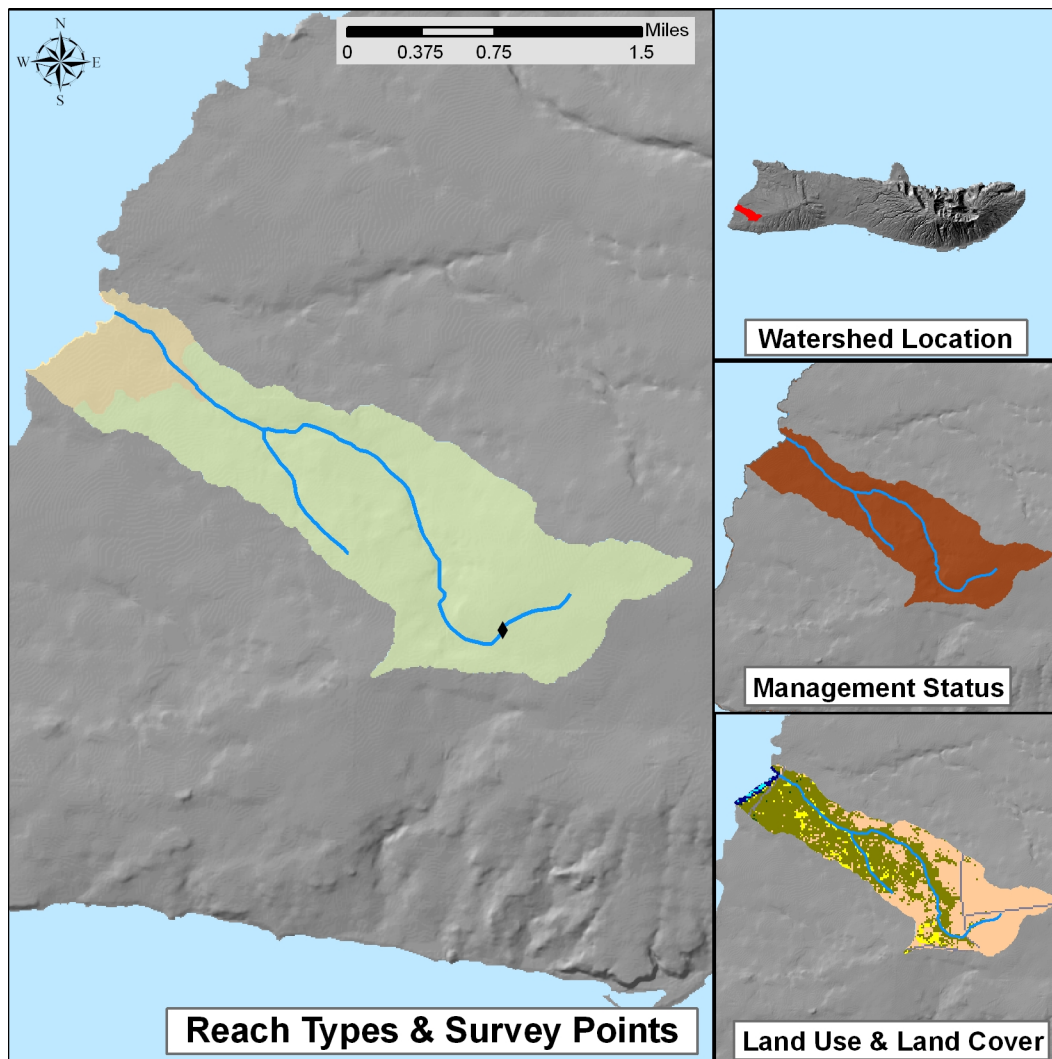 N
W
E
S
Miles
0
0.375
0.75
1.5
Reach Types & Survey Points
Watershed Location
Management Status
Land Use & Land Cover